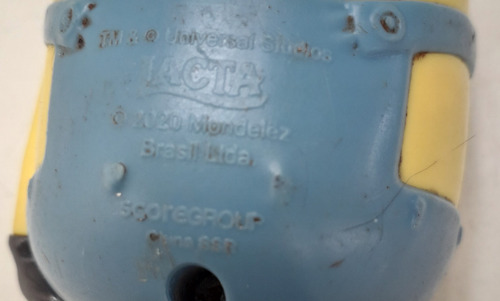 TM & © Universal Studios
LACTA
© 2020 Mondelez
Brasil Ltda.
scoreGROUP